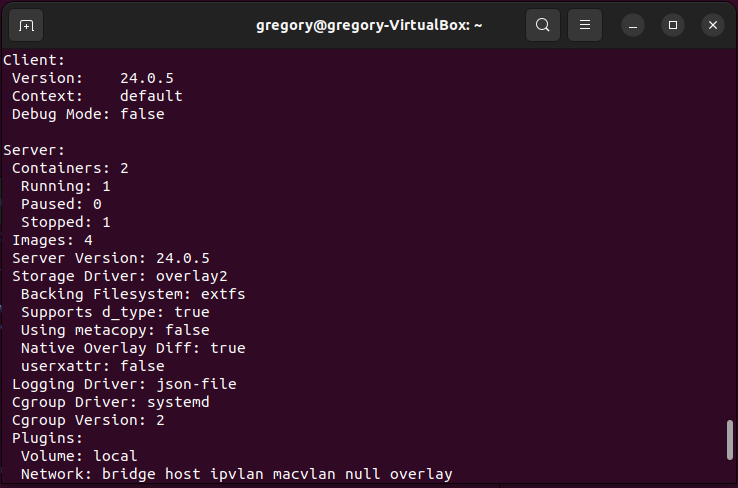 gregory@gregory-VirtualBox: ~
Client:
 Version:    24.0.5
 Context:    default
 Debug Mode: false

Server:
 Containers: 2
  Running: 1
  Paused: 0
  Stopped: 1
 Images: 4
 Server Version: 24.0.5
 Storage Driver: overlay2
  Backing Filesystem: extfs
  Supports d_type: true
  Using metacopy: false
  Native Overlay Diff: true
  userxattr: false
 Logging Driver: json-file
 Cgroup Driver: systemd
 Cgroup Version: 2
 Plugins:
  Volume: local
  Network: bridge host ipvlan macvlan null overlay